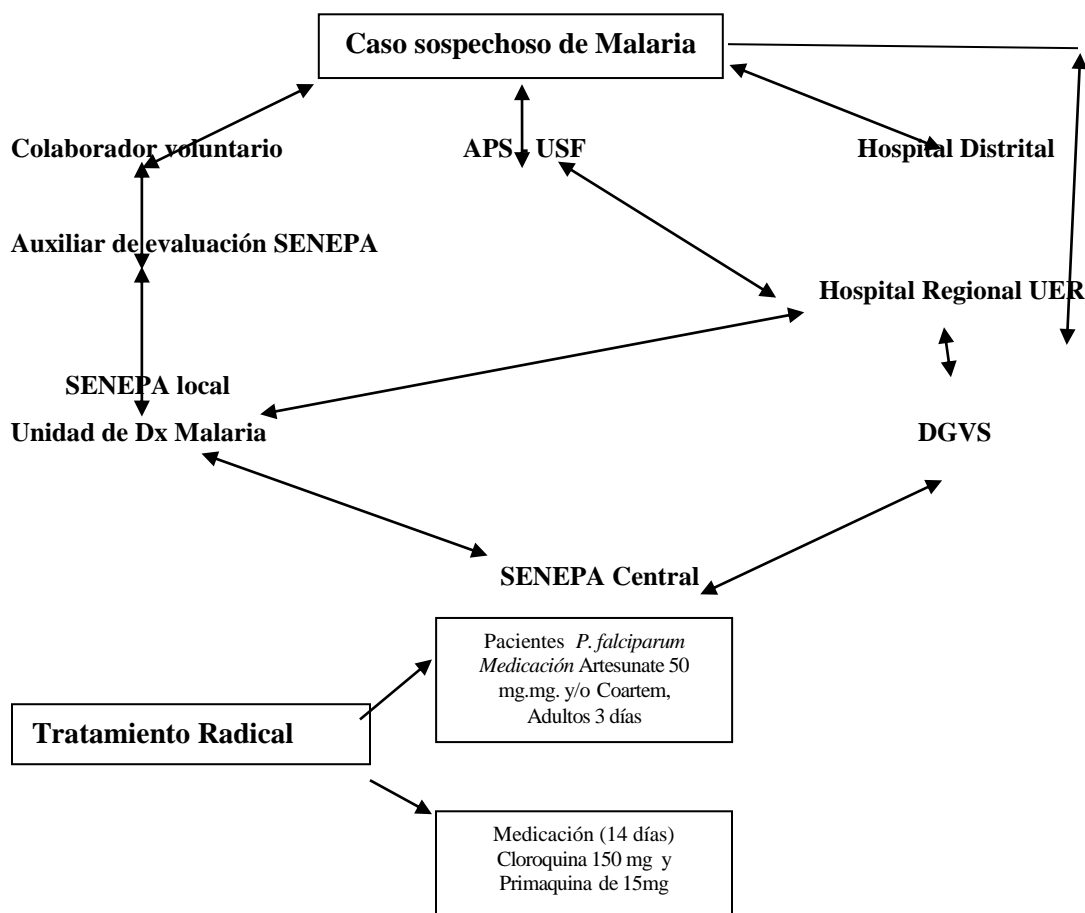 Caso sospechoso de Malaria
Colaborador voluntario
APS - USF
Hospital Distrital
Auxiliar de evaluación SENEPA
Hospital Regional UER
SENEPA local
Unidad de Dx Malaria
DGVS
SENEPA Central
Pacientes P. falciparum
Medicación Artesunate 50
mg.mg. y/o Coartem,
Adultos 3 días
Tratamiento Radical
Medicación (14 días)
Cloroquina 150 mg y
Primaquina de 15mg